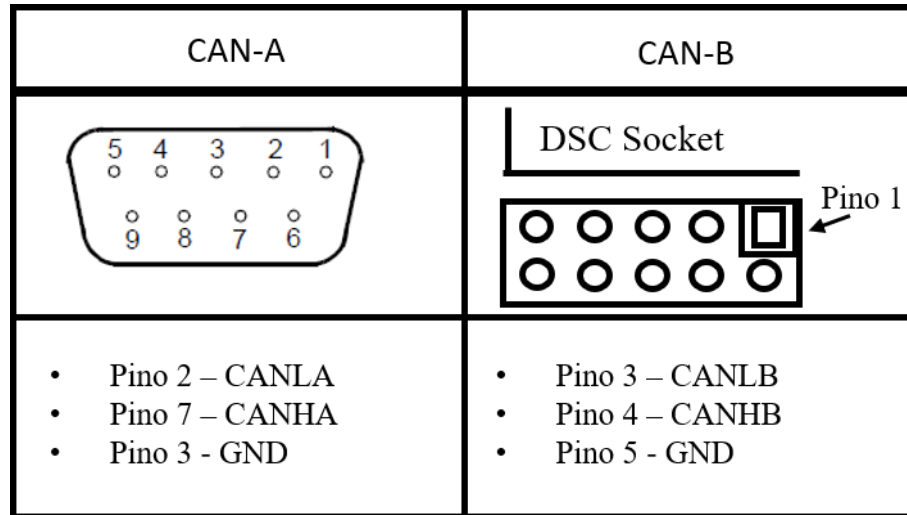 CAN-A
CAN-B
5 4 3 2 1
9 8 7 6
DSC Socket
Pino 1
• Pino 2 – CANLA
• Pino 7 – CANHA
• Pino 3 - GND
• Pino 3 – CANLB
• Pino 4 – CANHB
• Pino 5 - GND